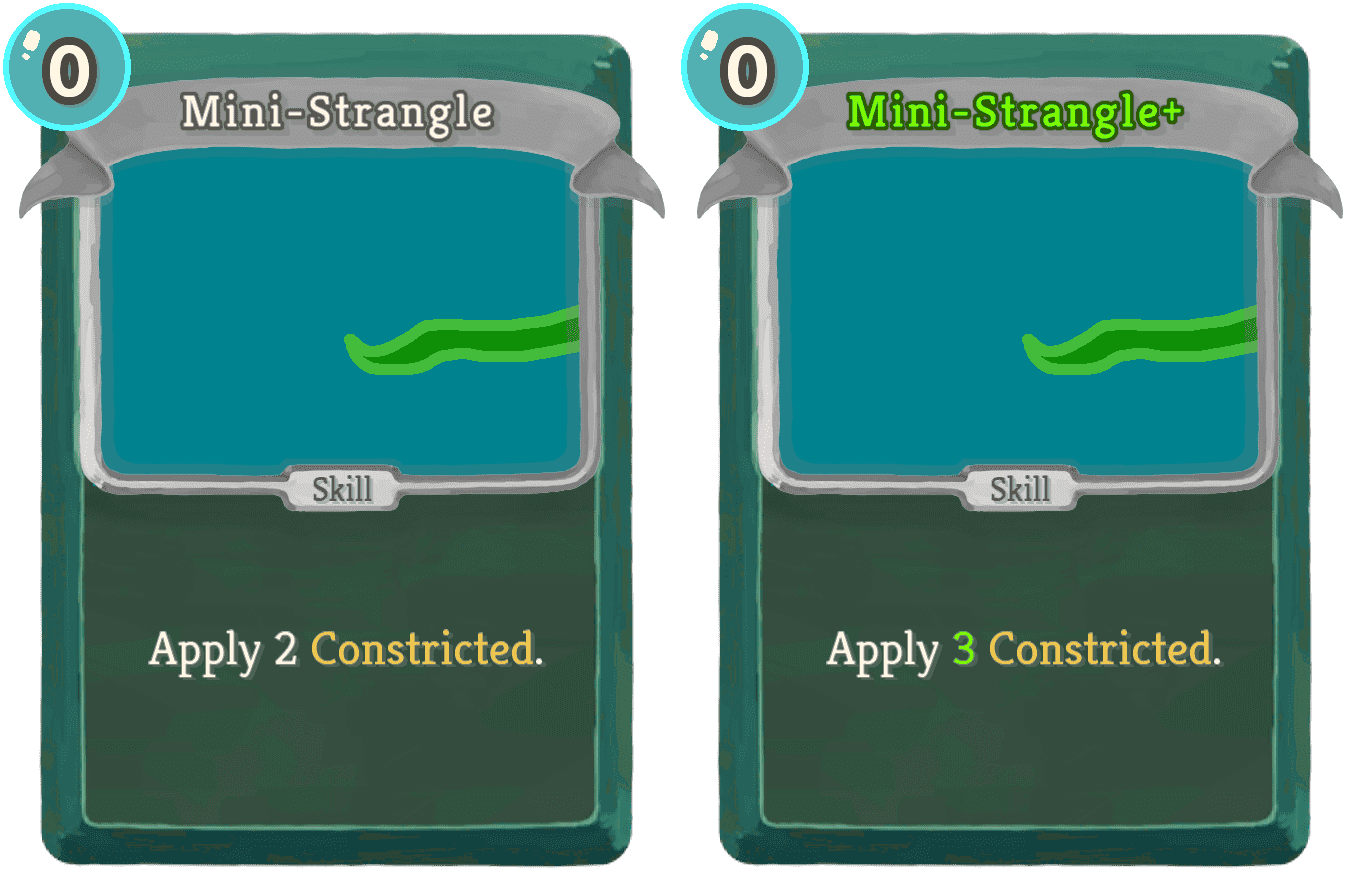 0
Mini-Strangle
Skill
Apply 2 Constricted.
0
Mini-Strangle+
Skill
Apply 3 Constricted.